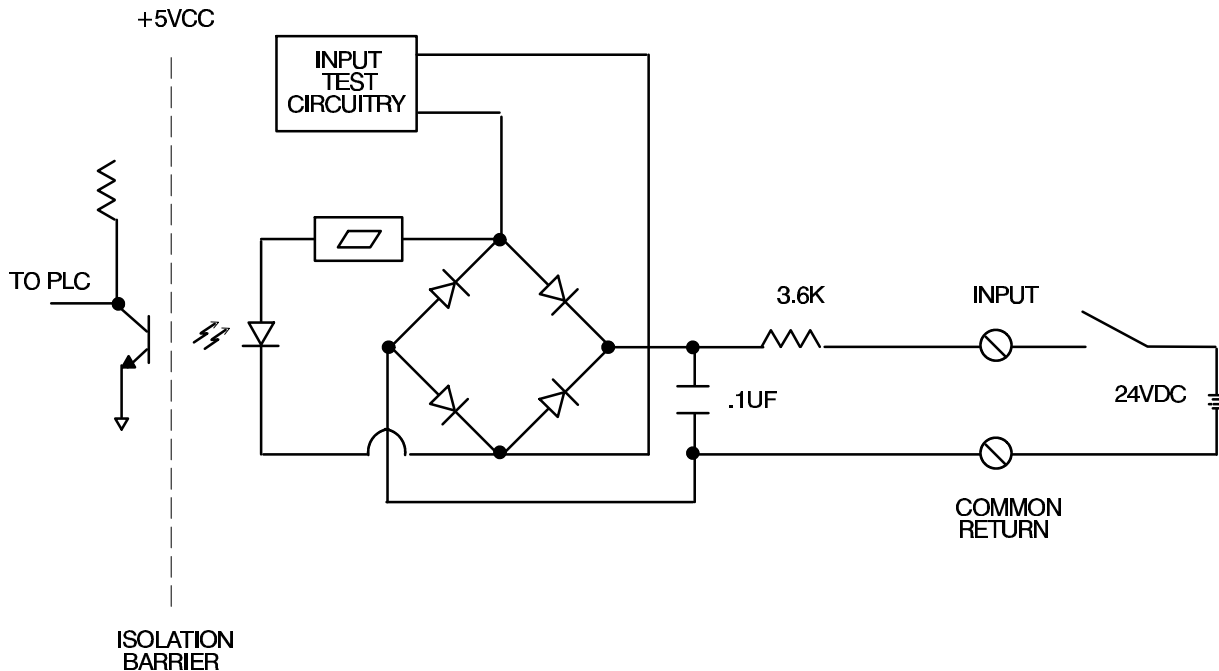 +5VCC
INPUT
TEST
CIRCUITRY
TO PLC
3.6K
INPUT
.1UF
24VDC
COMMON
RETURN
ISOLATION
BARRIER